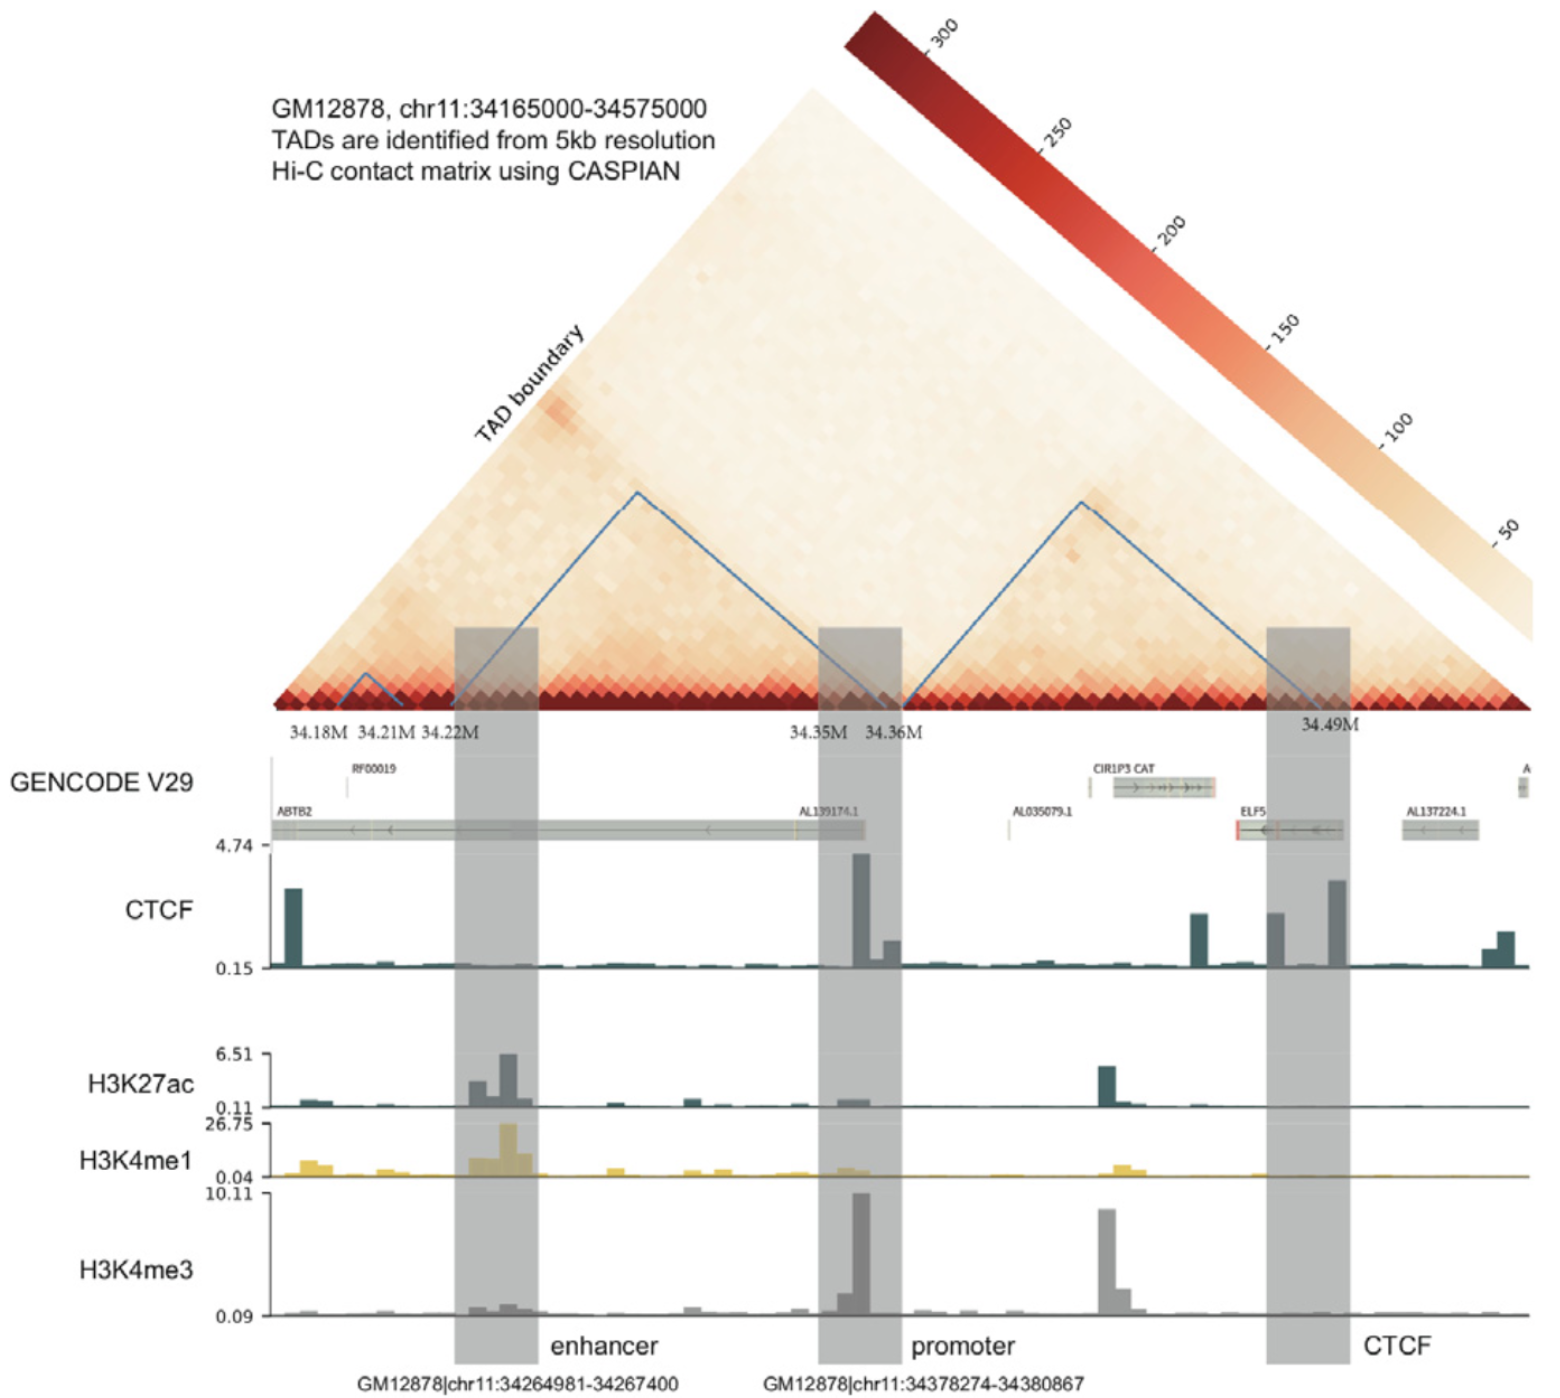 300
GM12878, chr11:34165000-34575000
TADs are identified from 5kb resolution
Hi-C contact matrix using CASPIAN
250
200
150
TAD boundary
100
50
34.18M 34.21M 34.22M 34.35M 34.36M 34.49M
GENCODE V29
RF00019 CIR1P3 CAT A
ABTB2 AL139174.1 AL035079.1 ELF5 AL137224.1
4.74
CTCF
0.15
6.51
H3K27ac
0.11
26.75
H3K4me1
0.04
10.11
H3K4me3
0.09
enhancer promoter CTCF
GM12878|chr11:34264981-34267400 GM12878|chr11:34378274-34380867